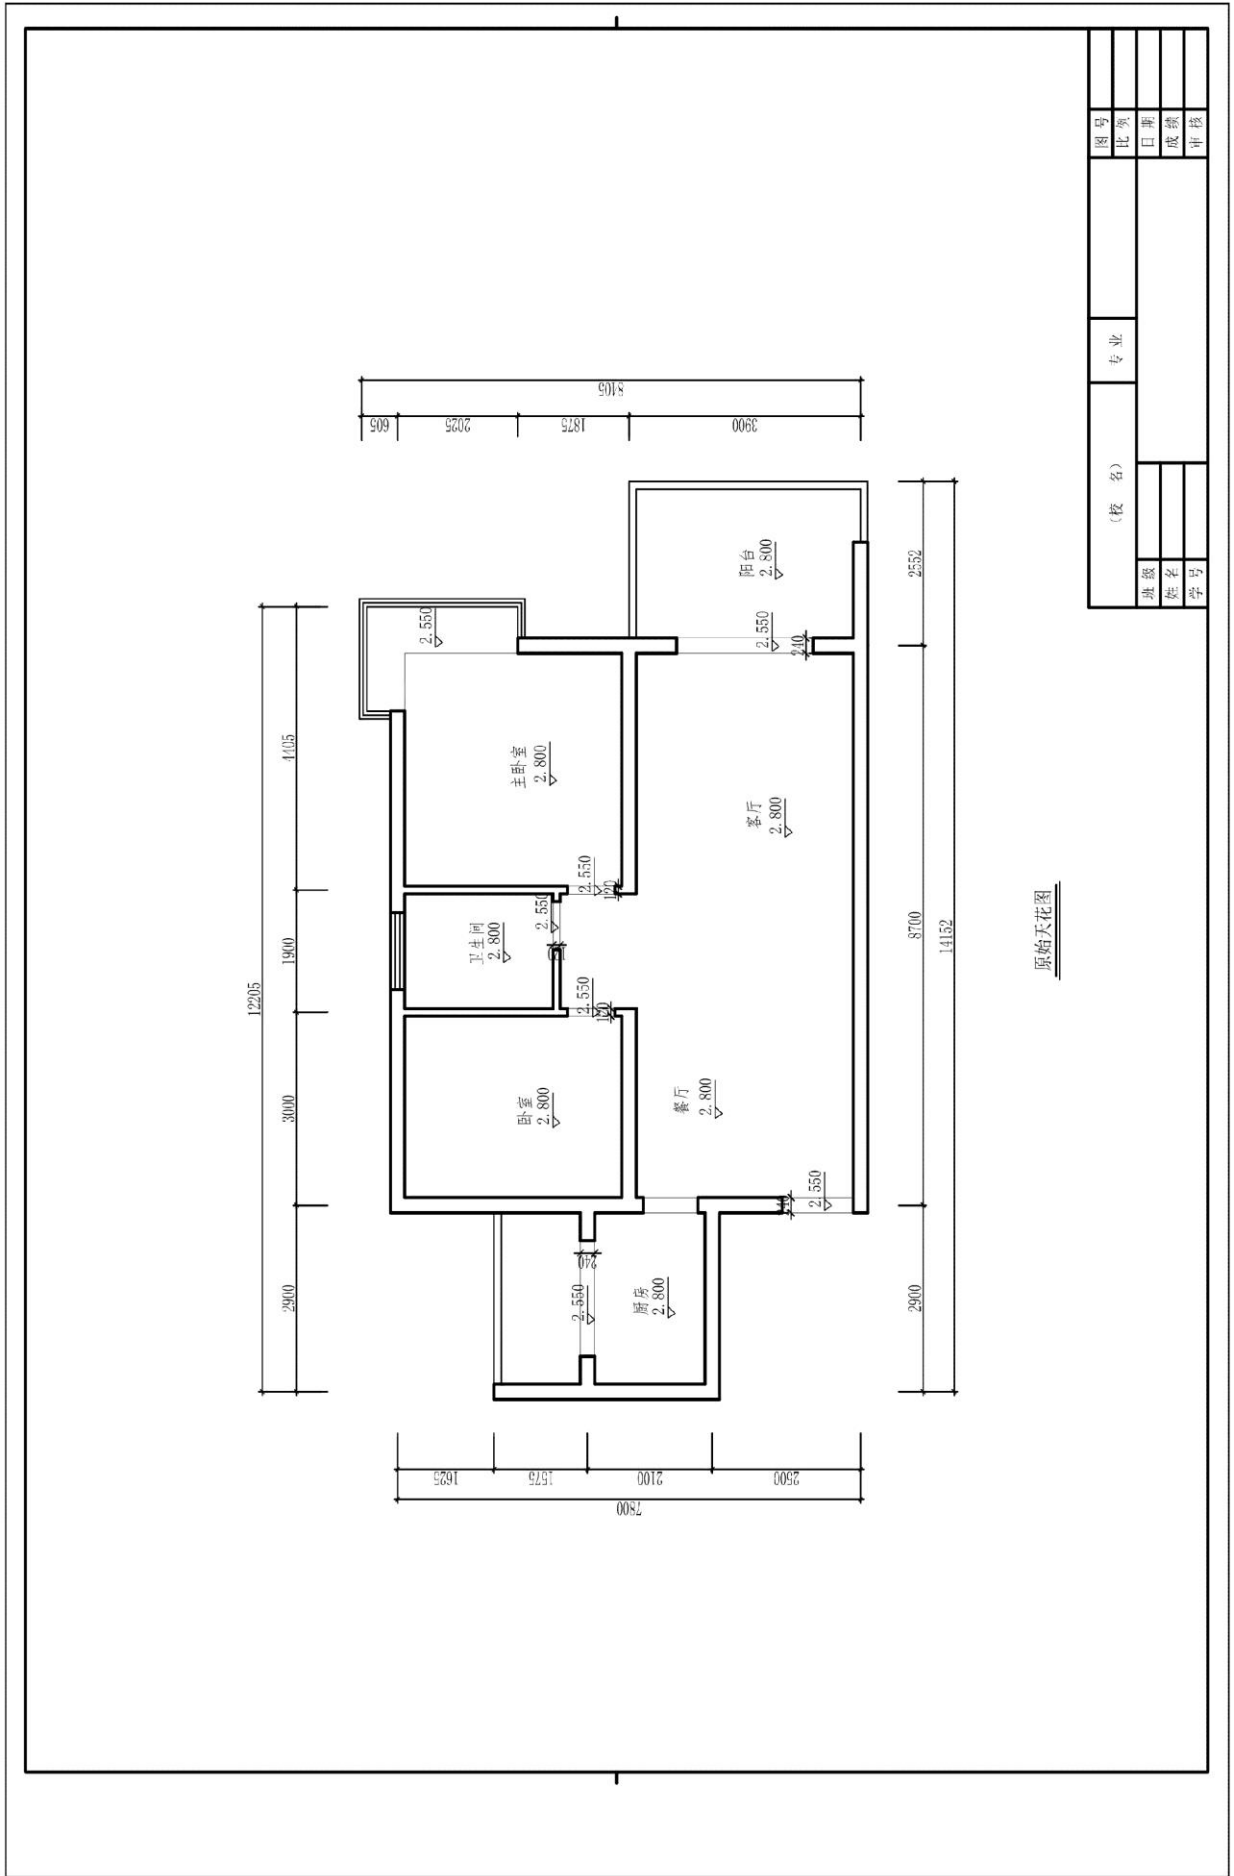 原始天花图
12205
2900
3000
1900
4405
605
2025
1875
3900
8105
卧室
2.800
卫生间
2.800
主卧室
2.800
2.550
2.550
2.550
2.550
120
120
120
厨房
2.800
2.550
240
餐厅
2.800
客厅
2.800
阳台
2.800
2.550
240
2.550
240
1625
1575
2100
2500
7800
2900
8700
2552
14152
(校 名)
专业
图号
比例
日期
成绩
审核
班级
姓名
学号